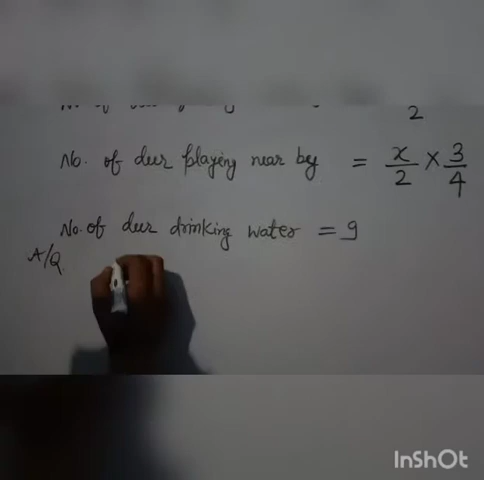 2
No. of deer playing near by = x/2 × 3/4
No. of deer drinking water = 9
A/Q
InShOt